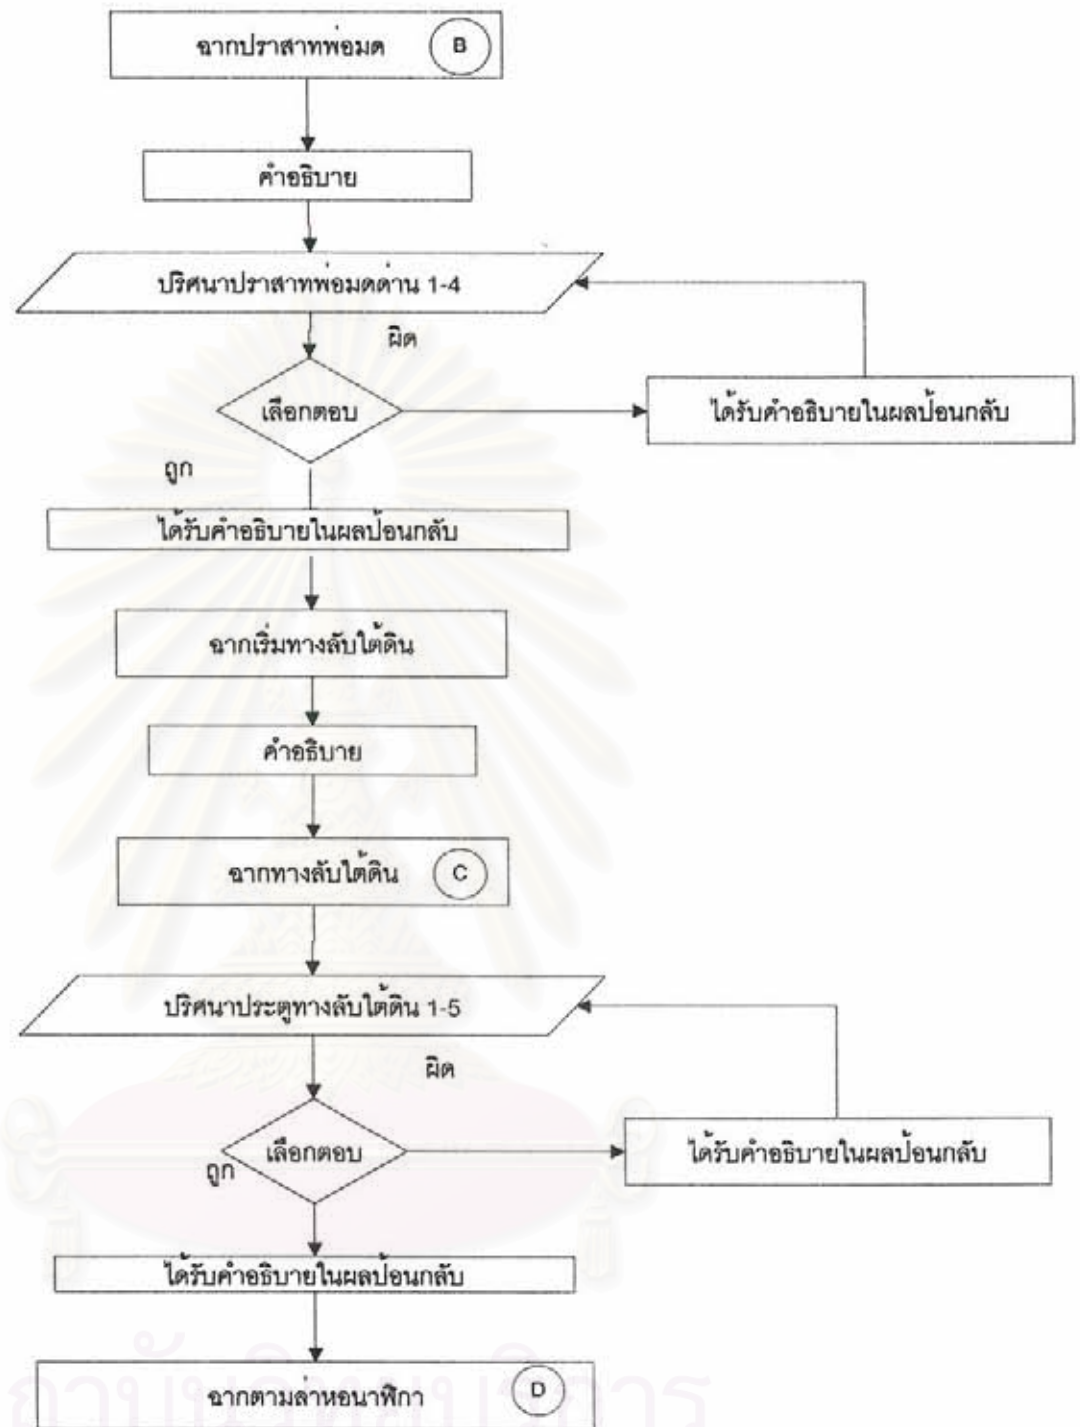 ฉากปราสาทพ่อมด B
คำอธิบาย
ปริศนาปราสาทพ่อมดด่าน 1-4
ผิด
เลือกตอบ
ได้รับคำอธิบายในผลป้อนกลับ
ถูก
ได้รับคำอธิบายในผลป้อนกลับ
ฉากเริ่มทางลับใต้ดิน
คำอธิบาย
ฉากทางลับใต้ดิน C
ปริศนาประตูทางลับใต้ดิน 1-5
ผิด
เลือกตอบ
ได้รับคำอธิบายในผลป้อนกลับ
ถูก
ได้รับคำอธิบายในผลป้อนกลับ
ฉากตามล่าหอนาฬิกา D